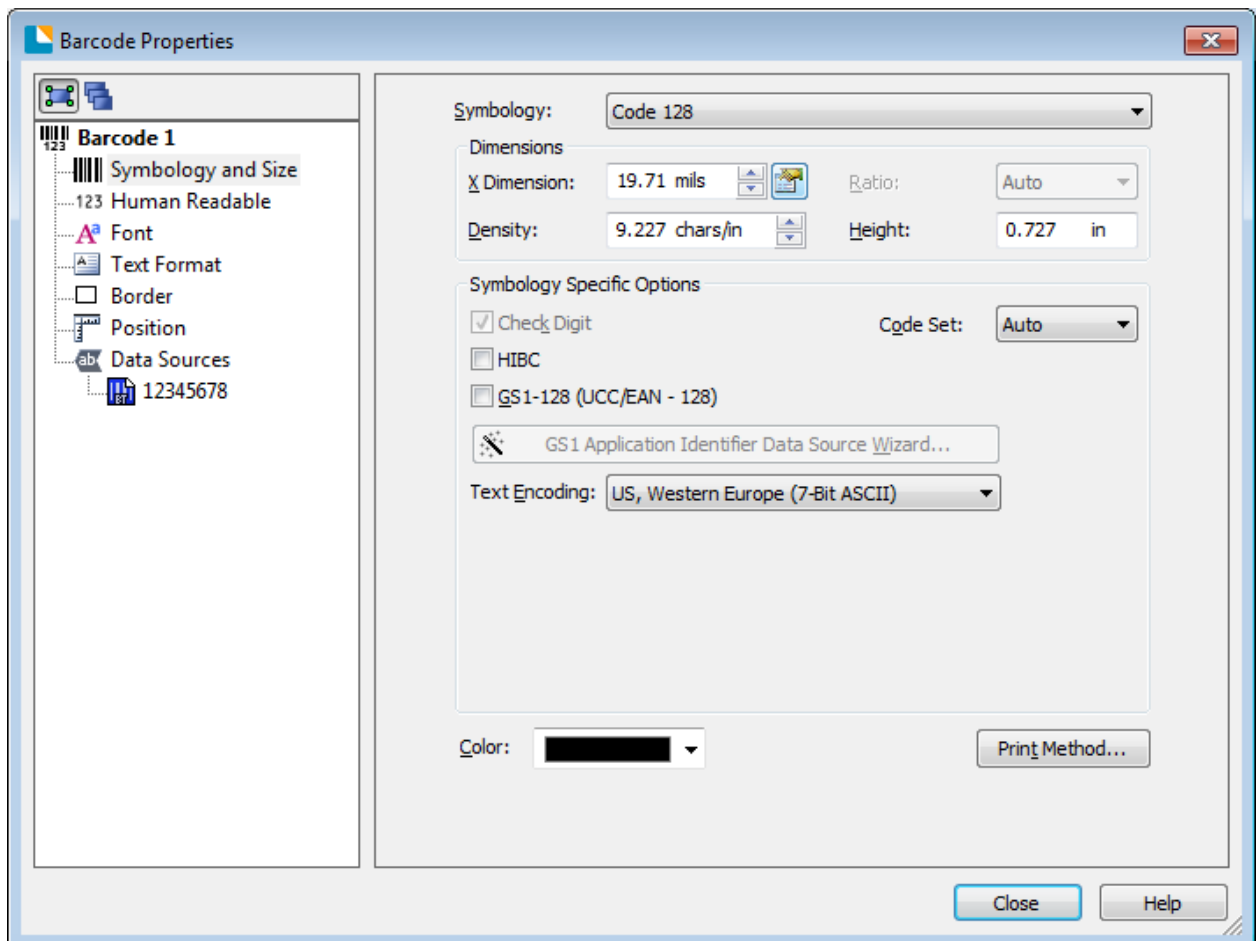 Barcode Properties
Barcode 1
Symbology and Size
123 Human Readable
Font
Text Format
Border
Position
Data Sources
12345678
Symbology: Code 128
Dimensions
X Dimension: 19.71 mils Ratio: Auto
Density: 9.227 chars/in Height: 0.727 in
Symbology Specific Options
Check Digit Code Set: Auto
HIBC
GS1-128 (UCC/EAN - 128)
GS1 Application Identifier Data Source Wizard...
Text Encoding: US, Western Europe (7-Bit ASCII)
Color: Print Method...
Close Help